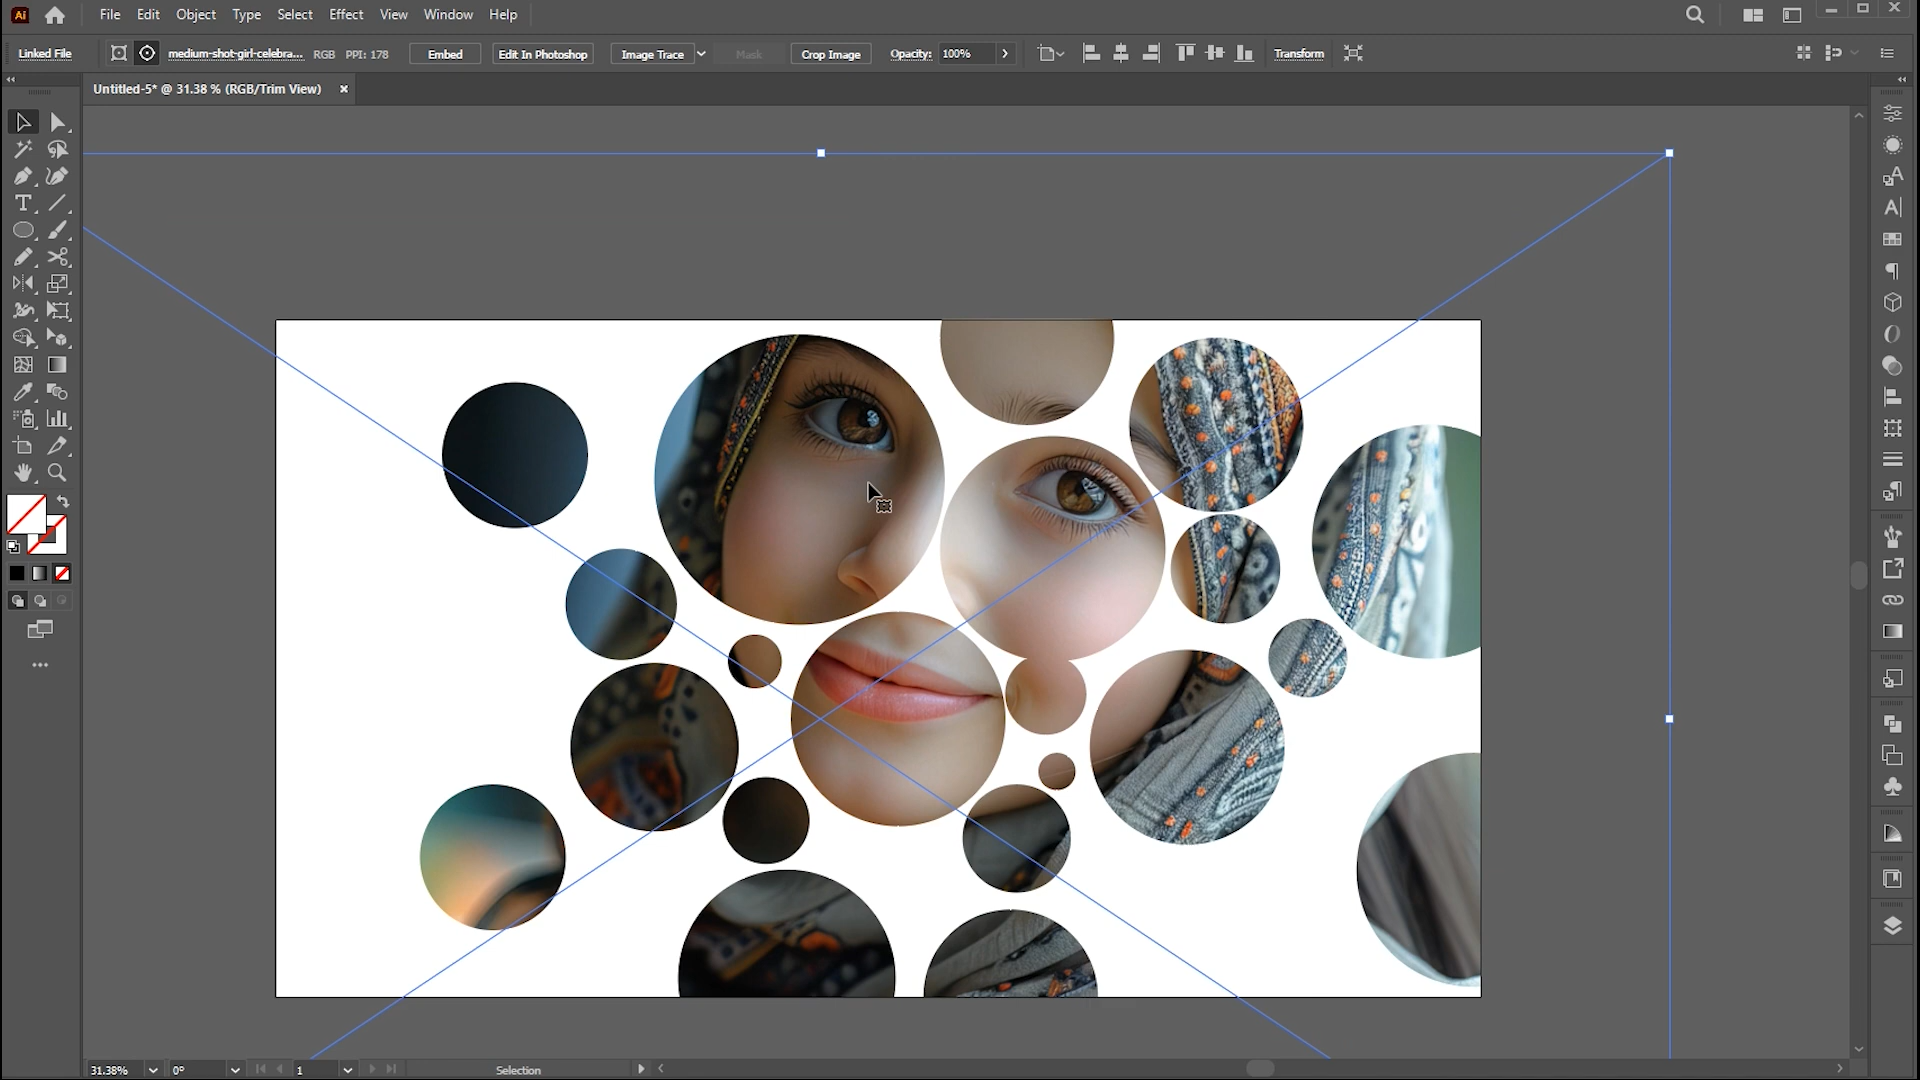 Ai File Edit Object Type Select Effect View Window Help
Linked File medium-shot-girl-celebra... RGB PPI: 178 Embed Edit In Photoshop Image Trace Mask Crop Image Opacity: 100% Transform
Untitled-5* @ 31.38 % (RGB/Trim View) ×
31.38% 0° 1 Selection